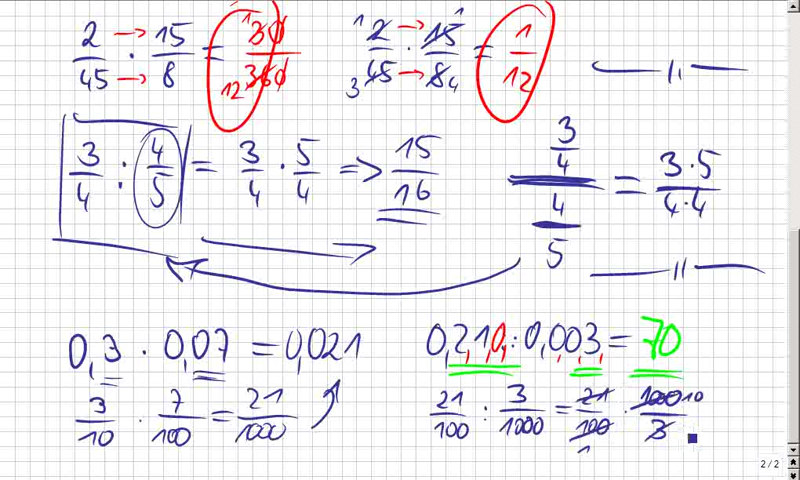 2/45 · 15/8 = 30/360 1 12
1 2/45 3 · 15/8 1 4 = 1/12
3/4 : 4/5 = 3/4 · 5/4 => 15/16
3/4 / 4/5 = 3·5/4·4
0,3 · 0,07 = 0,021
0,210 : 0,003 = 70
3/10 · 7/100 = 21/1000
21/100 : 3/1000 = 21/100 1 · 1000/3 10
2/2